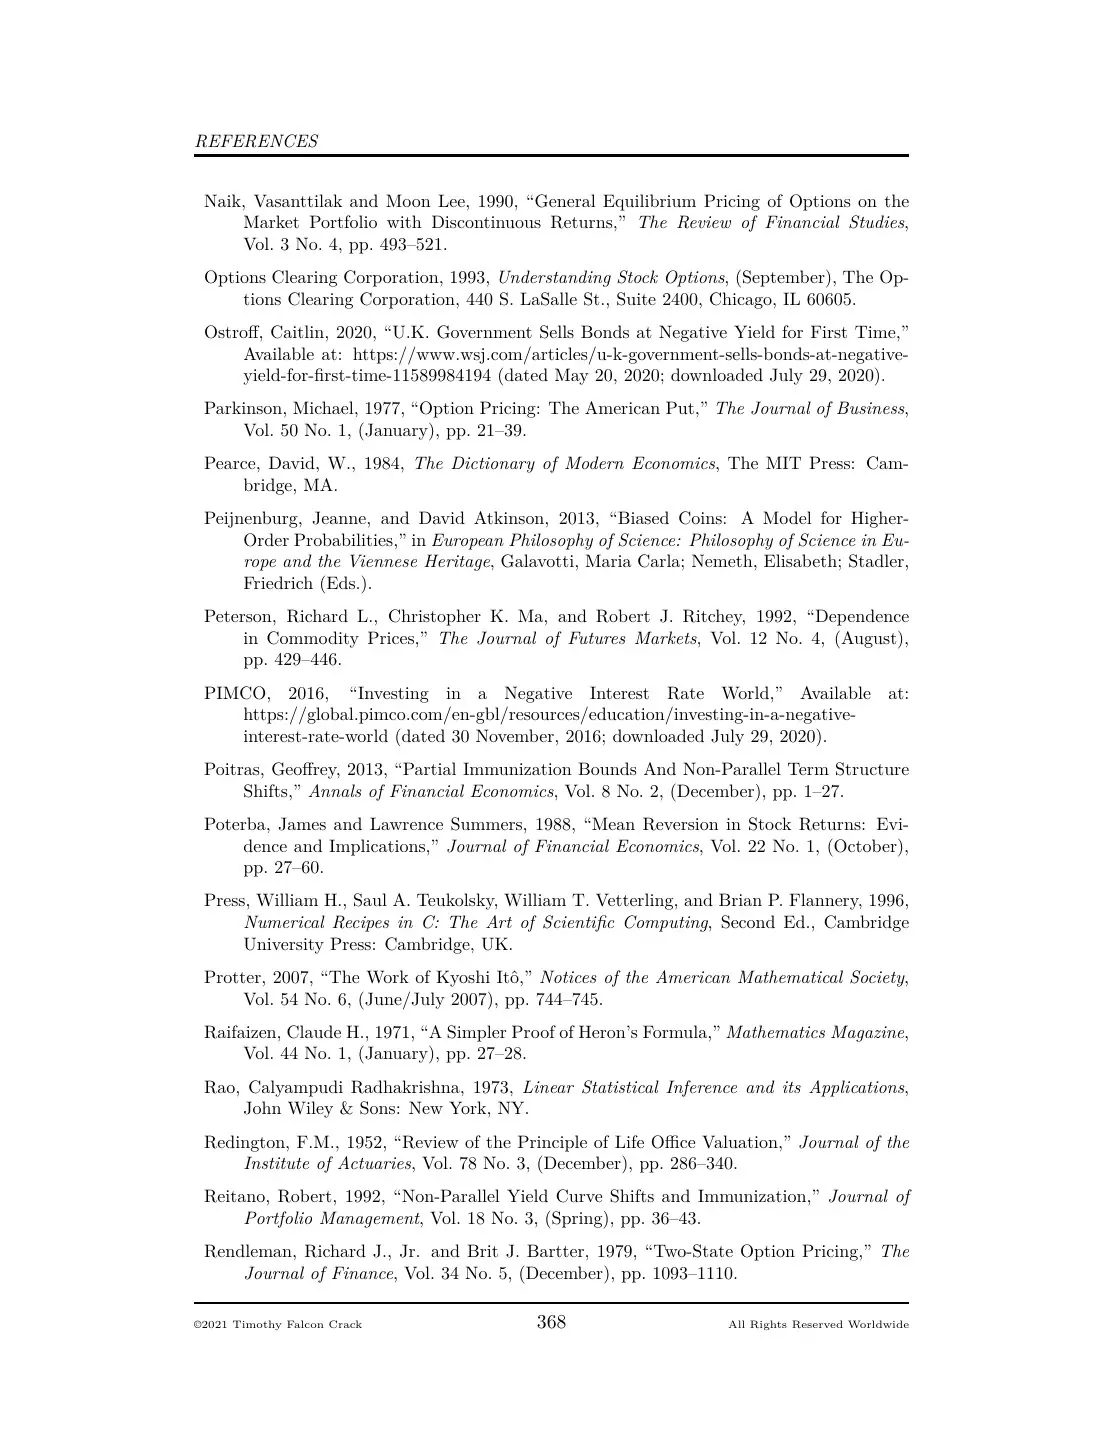 REFERENCES
Naik, Vasanttilak and Moon Lee, 1990, “General Equilibrium Pricing of Options on the
Market Portfolio with Discontinuous Returns,” The Review of Financial Studies,
Vol. 3 No. 4, pp. 493–521.
Options Clearing Corporation, 1993, Understanding Stock Options, (September), The Op-
tions Clearing Corporation, 440 S. LaSalle St., Suite 2400, Chicago, IL 60605.
Ostroff, Caitlin, 2020, “U.K. Government Sells Bonds at Negative Yield for First Time,”
Available at: https://www.wsj.com/articles/u-k-government-sells-bonds-at-negative-
yield-for-first-time-11589984194 (dated May 20, 2020; downloaded July 29, 2020).
Parkinson, Michael, 1977, “Option Pricing: The American Put,” The Journal of Business,
Vol. 50 No. 1, (January), pp. 21–39.
Pearce, David, W., 1984, The Dictionary of Modern Economics, The MIT Press: Cam-
bridge, MA.
Peijnenburg, Jeanne, and David Atkinson, 2013, “Biased Coins: A Model for Higher-
Order Probabilities,” in European Philosophy of Science: Philosophy of Science in Eu-
rope and the Viennese Heritage, Galavotti, Maria Carla; Nemeth, Elisabeth; Stadler,
Friedrich (Eds.).
Peterson, Richard L., Christopher K. Ma, and Robert J. Ritchey, 1992, “Dependence
in Commodity Prices,” The Journal of Futures Markets, Vol. 12 No. 4, (August),
pp. 429–446.
PIMCO, 2016, “Investing in a Negative Interest Rate World,” Available at:
https://global.pimco.com/en-gbl/resources/education/investing-in-a-negative-
interest-rate-world (dated 30 November, 2016; downloaded July 29, 2020).
Poitras, Geoffrey, 2013, “Partial Immunization Bounds And Non-Parallel Term Structure
Shifts,” Annals of Financial Economics, Vol. 8 No. 2, (December), pp. 1–27.
Poterba, James and Lawrence Summers, 1988, “Mean Reversion in Stock Returns: Evi-
dence and Implications,” Journal of Financial Economics, Vol. 22 No. 1, (October),
pp. 27–60.
Press, William H., Saul A. Teukolsky, William T. Vetterling, and Brian P. Flannery, 1996,
Numerical Recipes in C: The Art of Scientific Computing, Second Ed., Cambridge
University Press: Cambridge, UK.
Protter, 2007, “The Work of Kyoshi Itô,” Notices of the American Mathematical Society,
Vol. 54 No. 6, (June/July 2007), pp. 744–745.
Raifaizen, Claude H., 1971, “A Simpler Proof of Heron’s Formula,” Mathematics Magazine,
Vol. 44 No. 1, (January), pp. 27–28.
Rao, Calyampudi Radhakrishna, 1973, Linear Statistical Inference and its Applications,
John Wiley & Sons: New York, NY.
Redington, F.M., 1952, “Review of the Principle of Life Office Valuation,” Journal of the
Institute of Actuaries, Vol. 78 No. 3, (December), pp. 286–340.
Reitano, Robert, 1992, “Non-Parallel Yield Curve Shifts and Immunization,” Journal of
Portfolio Management, Vol. 18 No. 3, (Spring), pp. 36–43.
Rendleman, Richard J., Jr. and Brit J. Bartter, 1979, “Two-State Option Pricing,” The
Journal of Finance, Vol. 34 No. 5, (December), pp. 1093–1110.
©2021 Timothy Falcon Crack 368 All Rights Reserved Worldwide